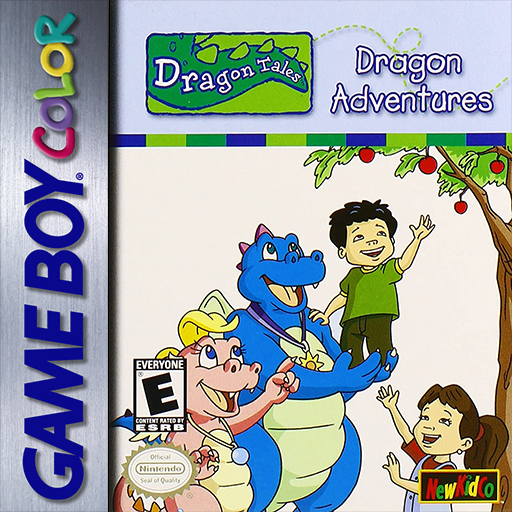 GAME BOY COLOR
Dragon Tales
Dragon
Adventures
EVERYONE
E
®
CONTENT RATED BY
ESRB
Official
Nintendo
Seal of Quality
NewKidCo